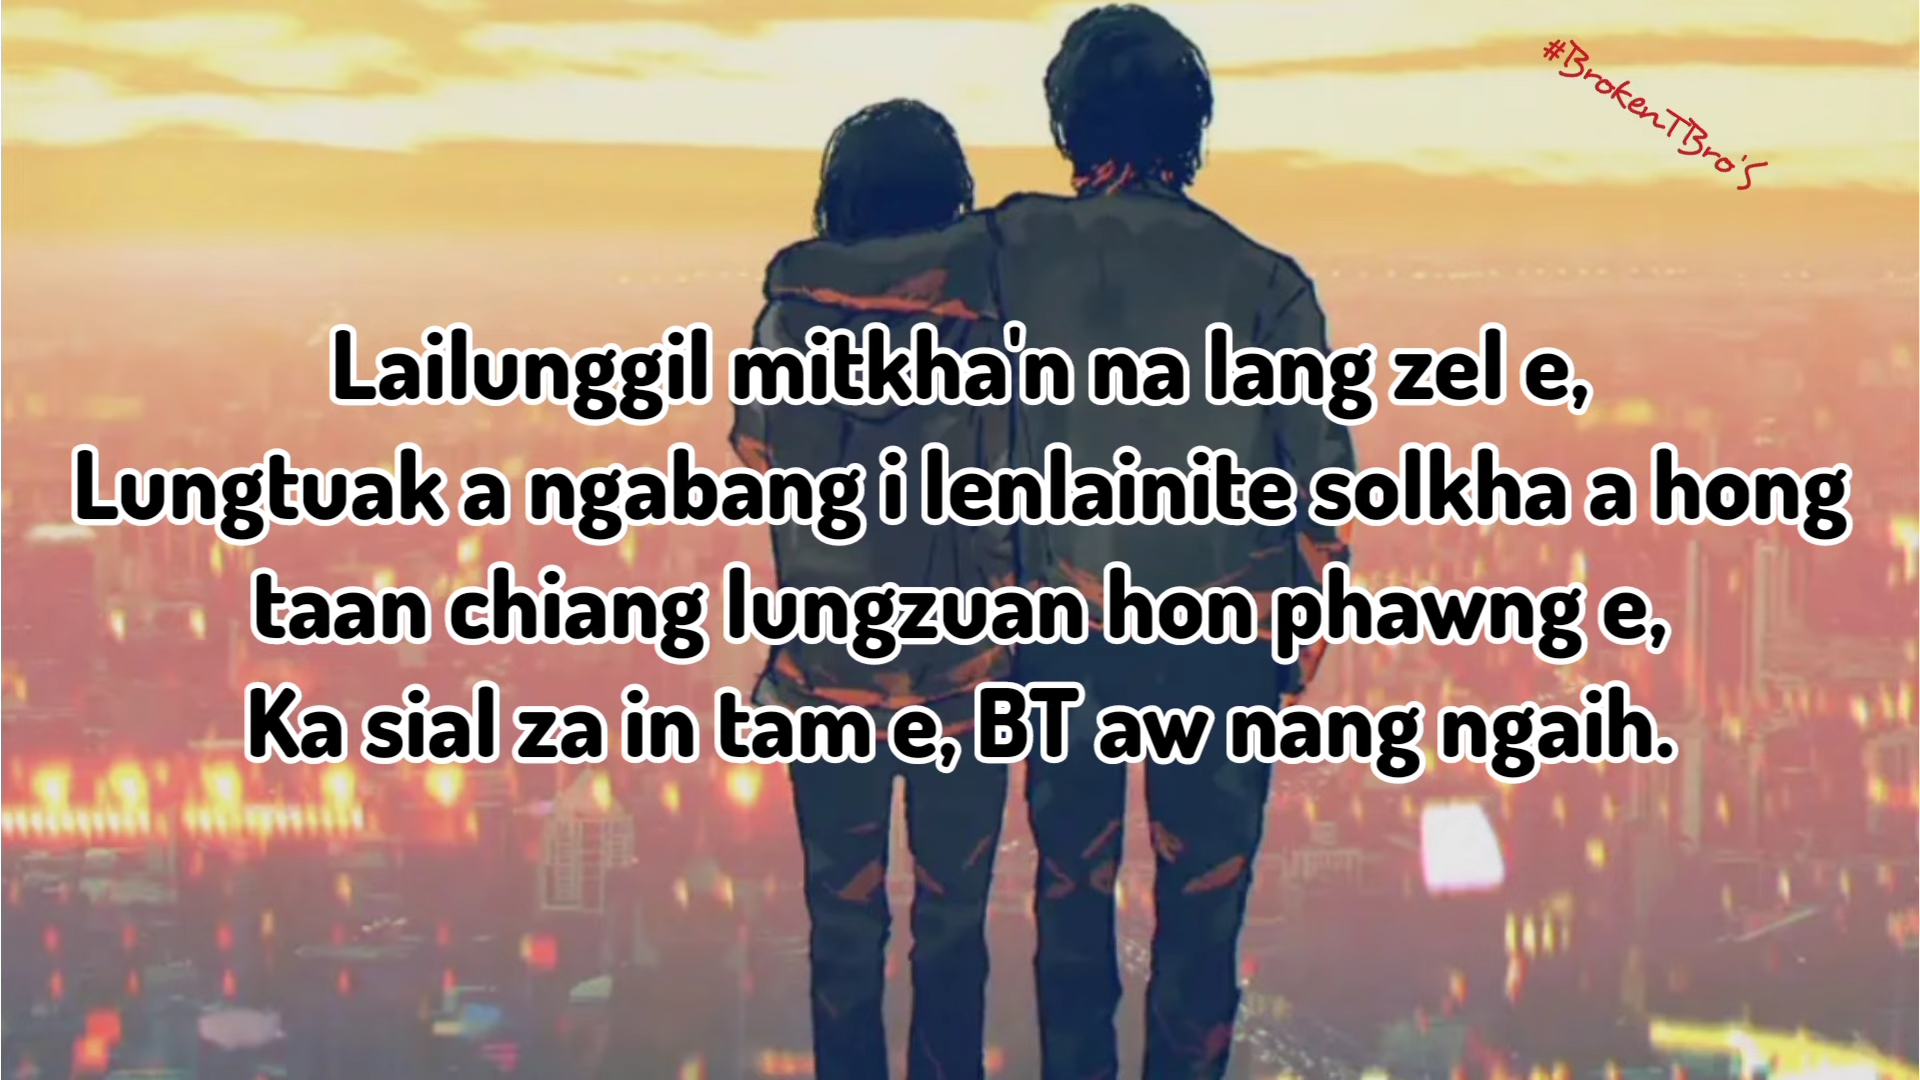 #BrokenTBro'S
Lailunggil mitkha'n na lang zel e,
Lungtuak a ngabang i lenlainite solkha a hong
taan chiang lungzuan hon phawng e,
Ka sial za in tam e, BT aw nang ngaih.